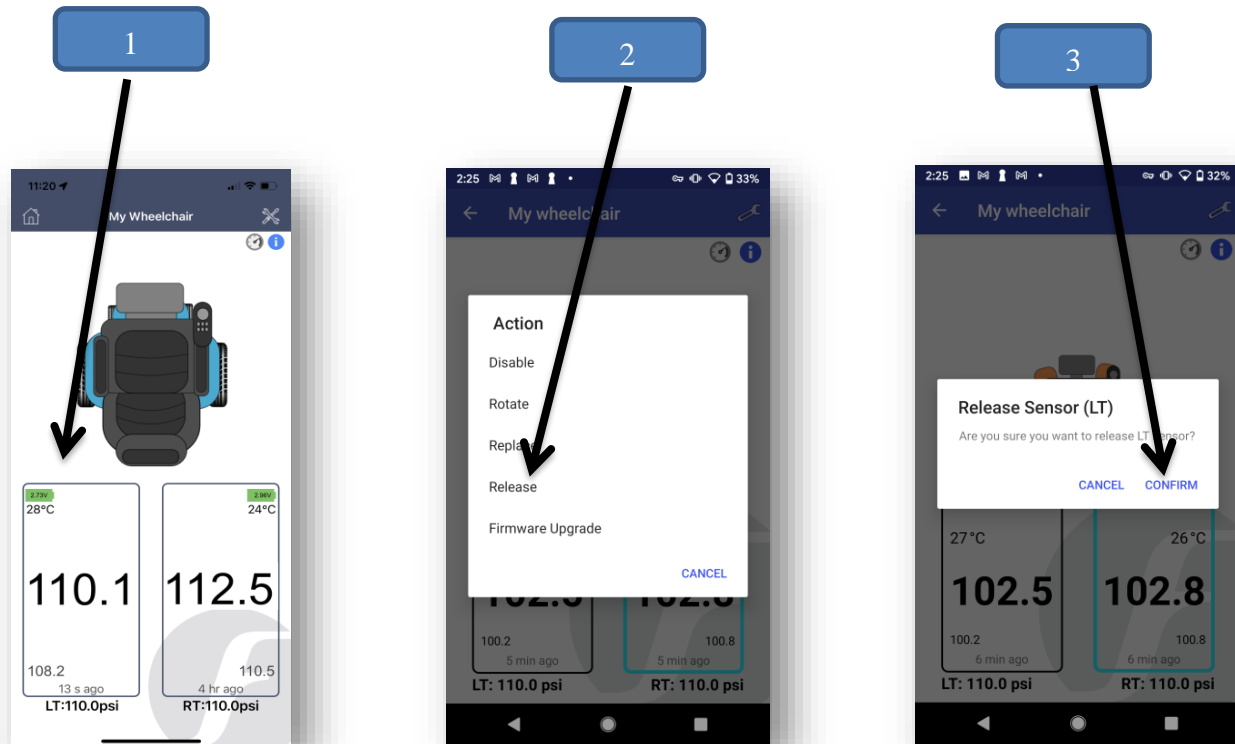 1
2
3
11:20
My Wheelchair
2.73V
28°C
110.1
108.2
13 s ago
LT:110.0psi
2.98V
24°C
112.5
110.5
4 hr ago
RT:110.0psi
2:25
33%
My wheelchair
Action
Disable
Rotate
Replace
Release
Firmware Upgrade
CANCEL
100.2
5 min ago
LT: 110.0 psi
100.8
5 min ago
RT: 110.0 psi
2:25
32%
My wheelchair
Release Sensor (LT)
Are you sure you want to release LT sensor?
CANCEL CONFIRM
27°C
102.5
100.2
6 min ago
LT: 110.0 psi
26°C
102.8
100.8
6 min ago
RT: 110.0 psi